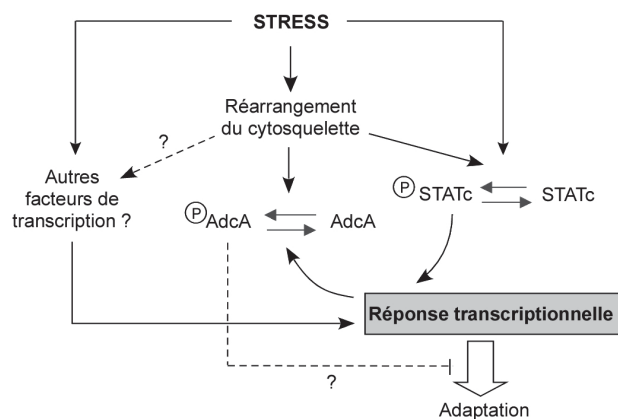 STRESS
Réarrangement
du cytosquelette
?
Autres
facteurs de
transcription ?
P AdcA
AdcA
P STATc
STATc
Réponse transcriptionnelle
?
Adaptation